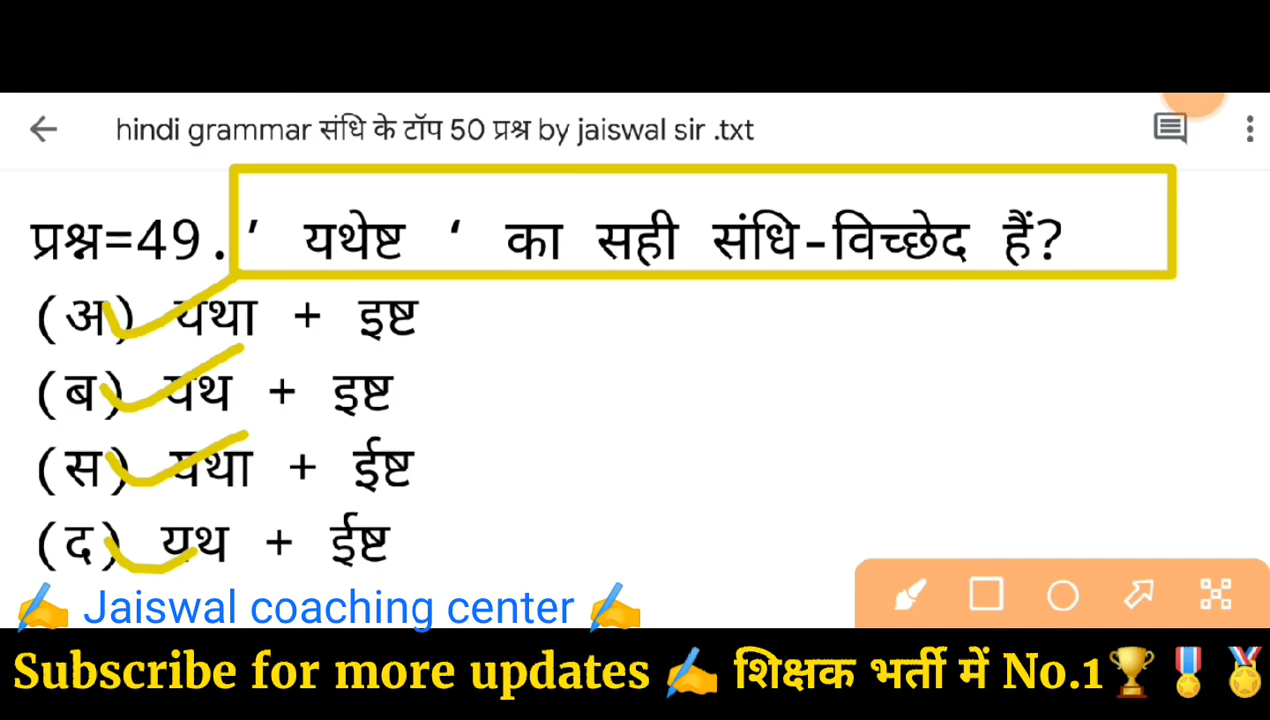 hindi grammar संधि के टॉप 50 प्रश्न by jaiswal sir .txt
प्रश्न=49.’ यथेष्ट ‘ का सही संधि-विच्छेद हैं?
(अ) यथा + इष्ट
(ब) यथ + इष्ट
(स) यथा + ईष्ट
(द) यथ + ईष्ट
✍️ Jaiswal coaching center ✍️
Subscribe for more updates ✍️ शिक्षक भर्ती में No.1🏆🎖️🏅